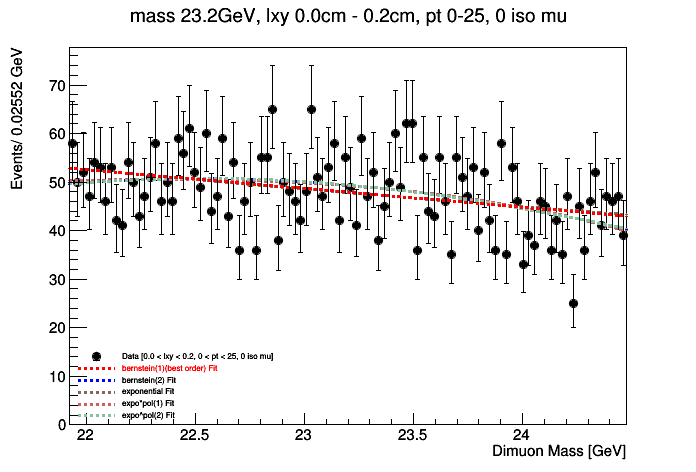 mass 23.2GeV, lxy 0.0cm - 0.2cm, pt 0-25, 0 iso mu
Events/ 0.02552 GeV
70
60
50
40
30
20
10
0
Data [0.0 < lxy < 0.2, 0 < pt < 25, 0 iso mu]
bernstein(1)(best order) Fit
bernstein(2) Fit
exponential Fit
expo*pol(1) Fit
expo*pol(2) Fit
22
22.5
23
23.5
24
Dimuon Mass [GeV]